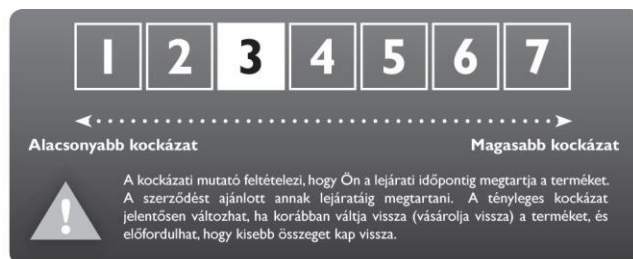 1 2 3 4 5 6 7
Alacsonyabb kockázat Magasabb kockázat
A kockázati mutató feltételezi, hogy Ön a lejárati időpontig megtartja a terméket.
A szerződést ajánlott annak lejáratáig megtartani. A tényleges kockázat
jelentősen változhat, ha korábban váltja vissza (vásárolja vissza) a terméket, és
előfordulhat, hogy kisebb összeget kap vissza.